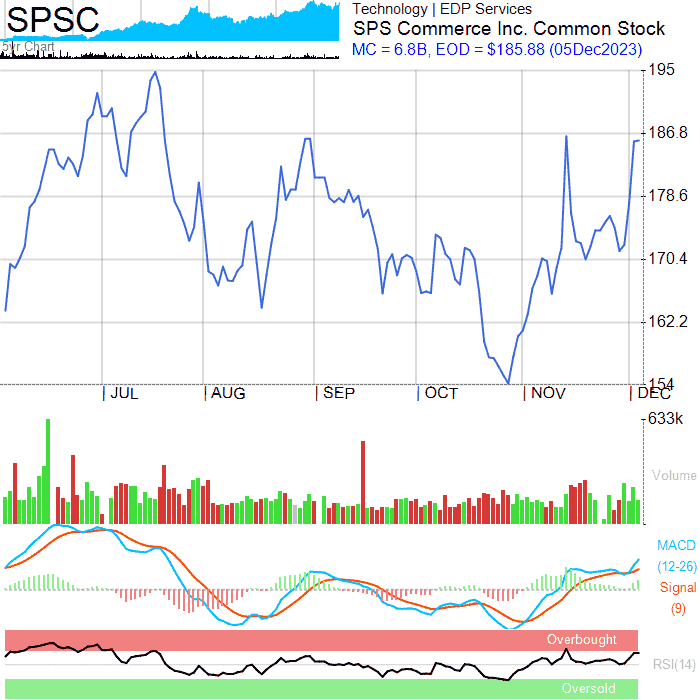 SPSC
5yr Chart
Technology | EDP Services
SPS Commerce Inc. Common Stock
MC = 6.8B, EOD = $185.88 (05Dec2023)
195
186.8
178.6
170.4
162.2
154
JUL AUG SEP OCT NOV DEC
633k
Volume
MACD
(12-26)
Signal
(9)
Overbought
RSI(14)
Oversold